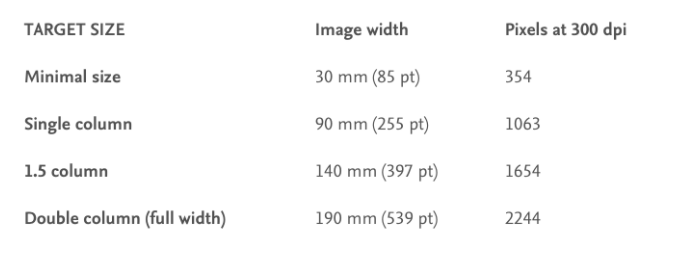 TARGET SIZE Image width Pixels at 300 dpi
Minimal size 30 mm (85 pt) 354
Single column 90 mm (255 pt) 1063
1.5 column 140 mm (397 pt) 1654
Double column (full width) 190 mm (539 pt) 2244